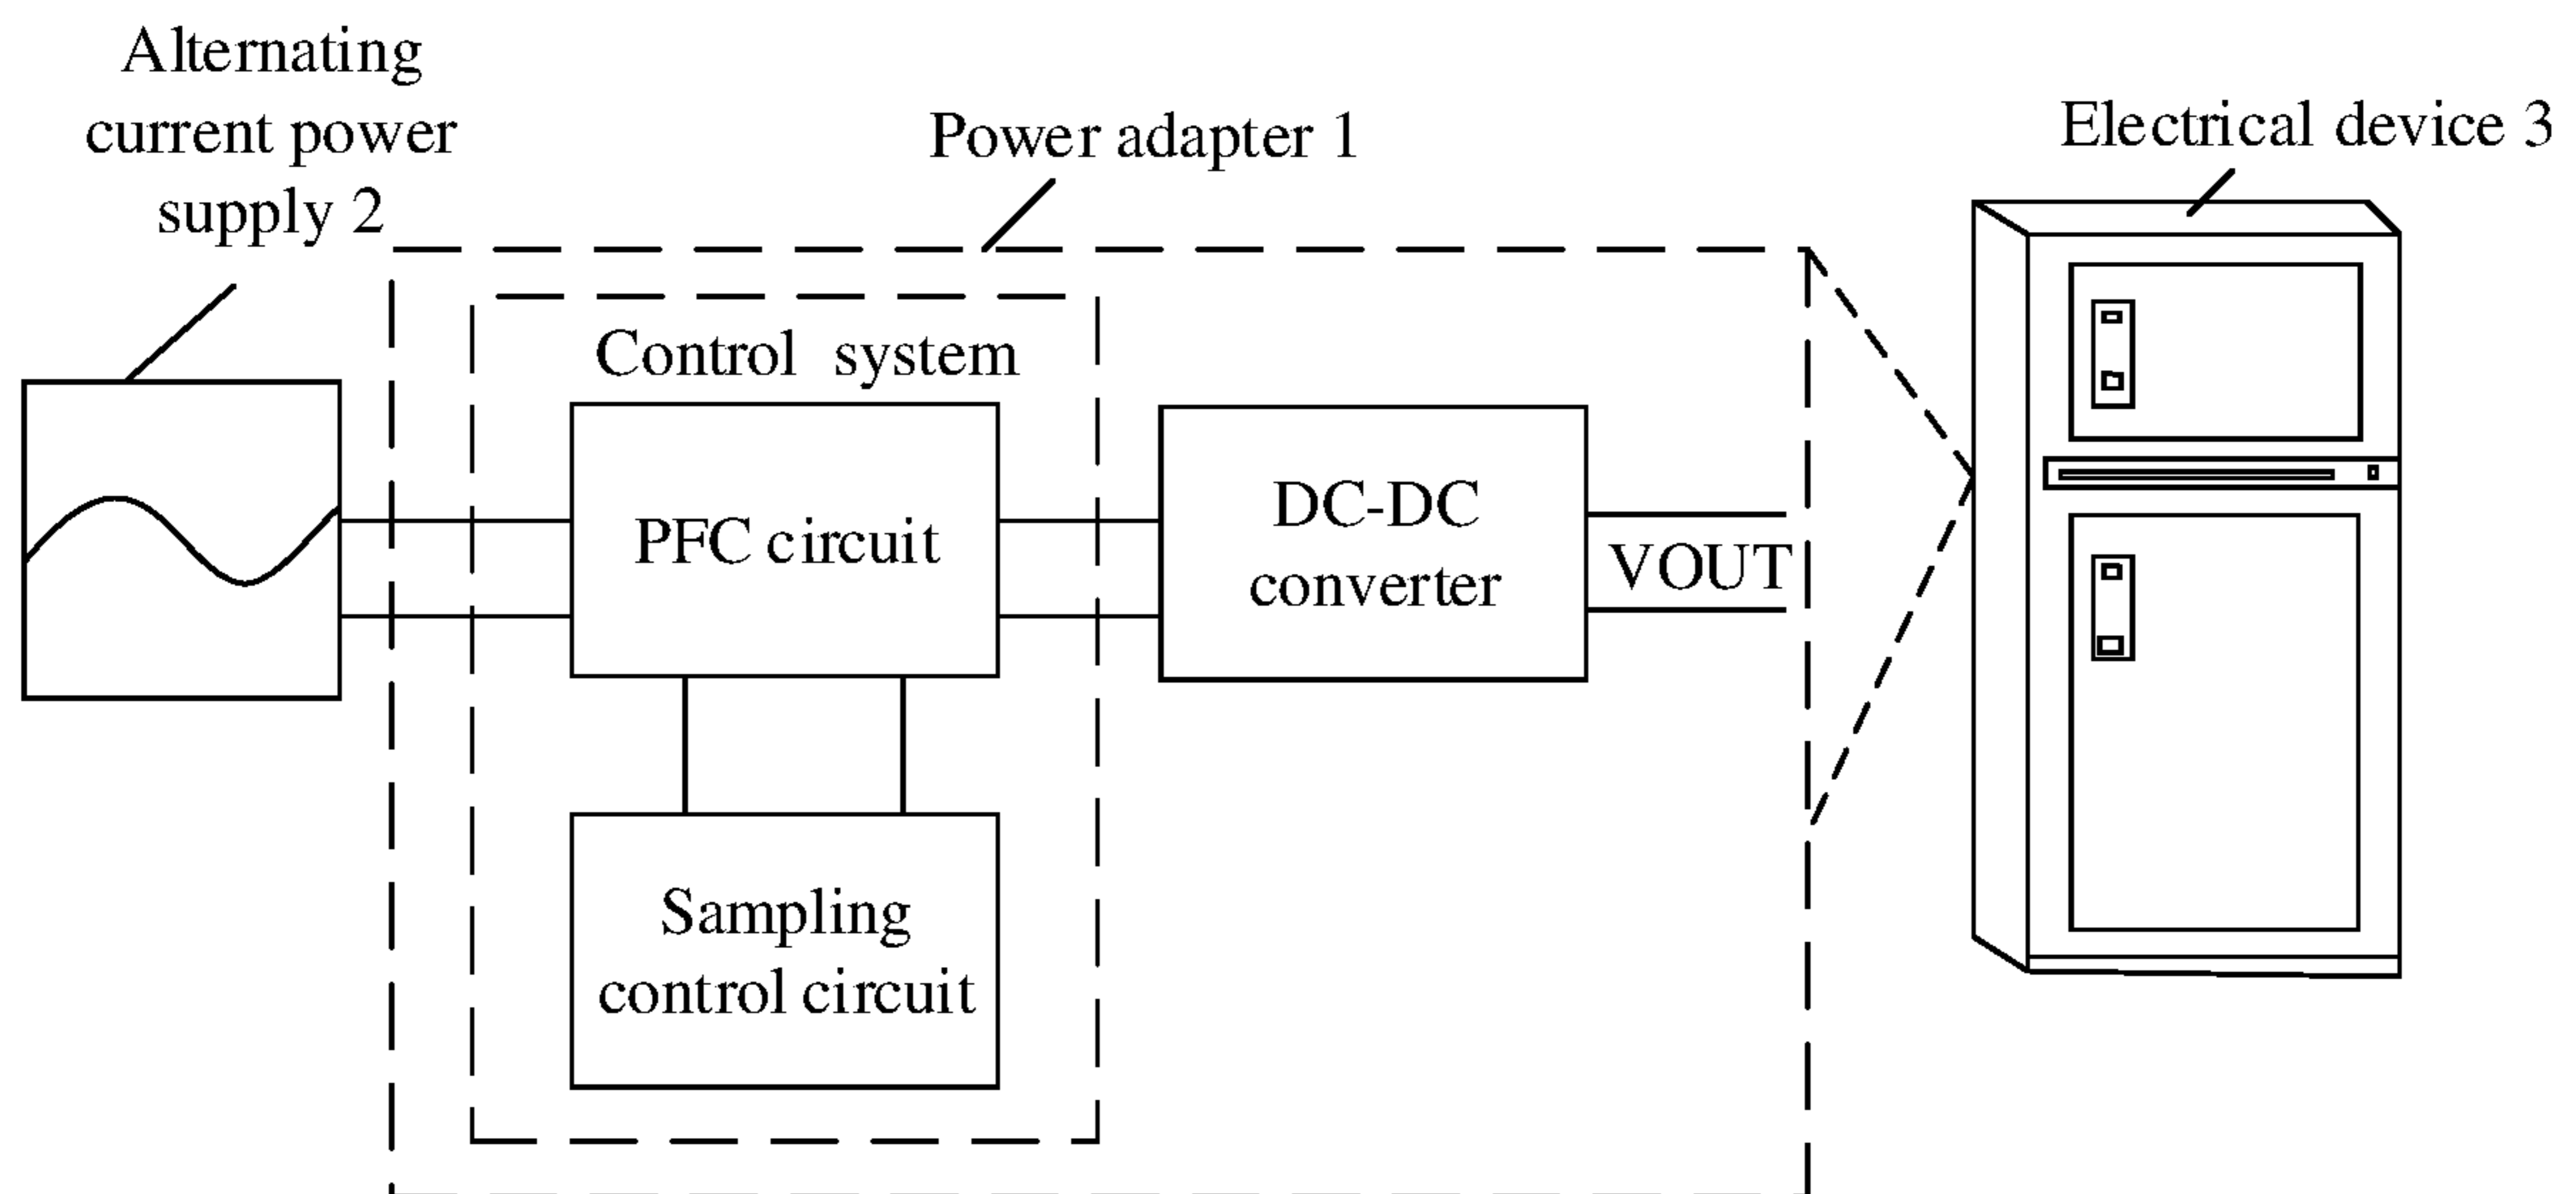 Alternating
current power
supply 2
Power adapter 1
Electrical device 3
Control system
PFC circuit
DC-DC
converter
VOUT
Sampling
control circuit